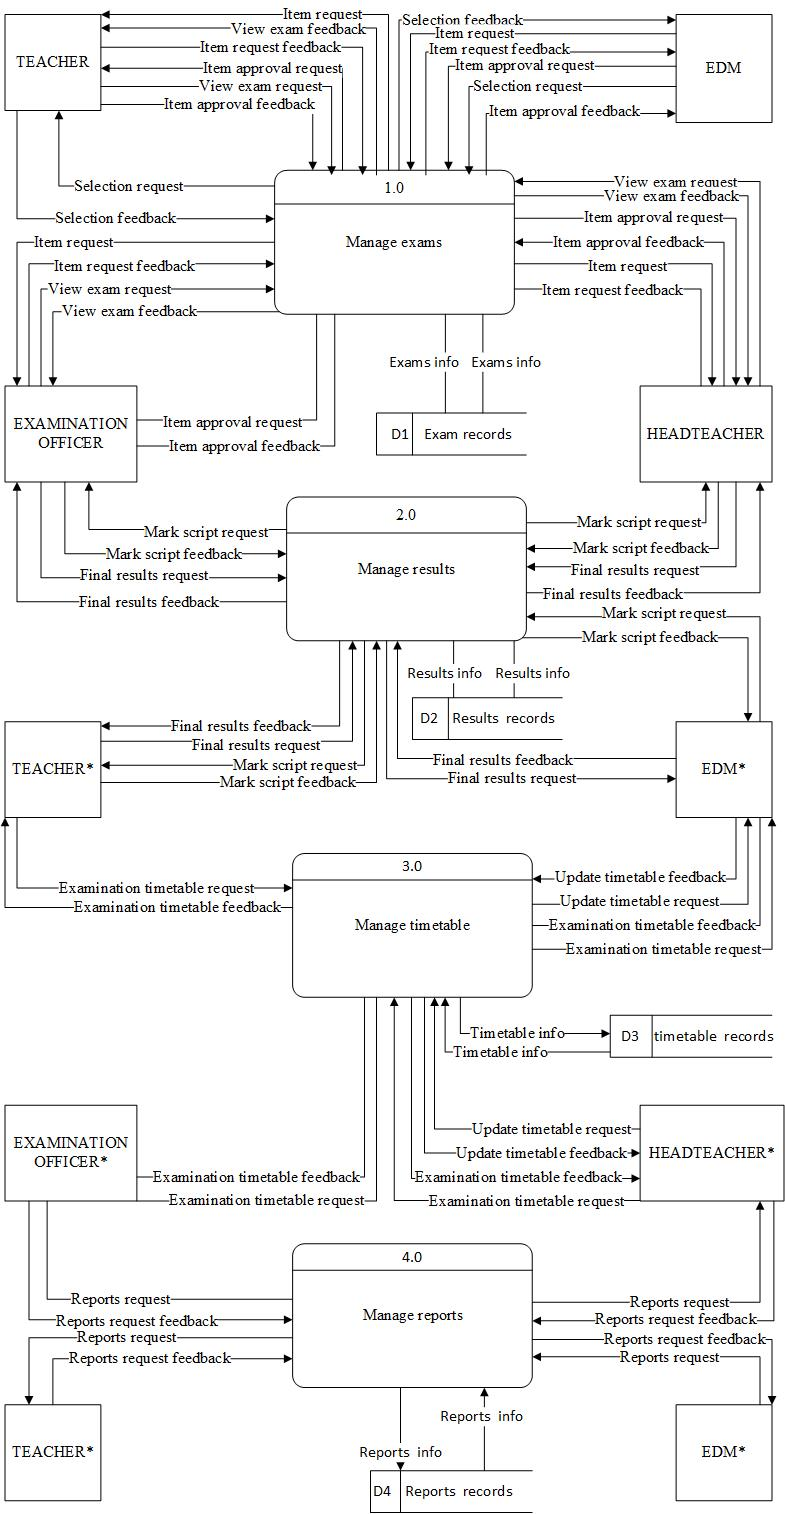 Item request
View exam feedback
Item request feedback
Item approval request
View exam request
Item approval feedback
TEACHER
Selection feedback
Item request
Item request feedback
Item approval request
Selection request
Item approval feedback
EDM
Selection request
Selection feedback
Item request
Item request feedback
View exam request
View exam feedback
1.0
Manage exams
View exam request
View exam feedback
Item approval request
Item approval feedback
Item request
Item request feedback
Exams info
Exams info
EXAMINATION
OFFICER
Item approval request
Item approval feedback
D1
Exam records
HEADTEACHER
Mark script request
Mark script feedback
Final results request
Final results feedback
2.0
Manage results
Mark script request
Mark script feedback
Final results request
Final results feedback
Mark script request
Mark script feedback
Results info
Results info
D2
Results records
TEACHER*
Final results feedback
Final results request
Mark script request
Mark script feedback
Final results feedback
Final results request
EDM*
Examination timetable request
Examination timetable feedback
3.0
Manage timetable
Update timetable feedback
Update timetable request
Examination timetable feedback
Examination timetable request
Timetable info
Timetable info
D3
timetable records
EXAMINATION
OFFICER*
Examination timetable feedback
Examination timetable request
Update timetable request
Update timetable feedback
Examination timetable feedback
Examination timetable request
HEADTEACHER*
Reports request
Reports request feedback
Reports request
Reports request feedback
4.0
Manage reports
Reports request
Reports request feedback
Reports request feedback
Reports request
TEACHER*
Reports info
Reports info
D4
Reports records
EDM*